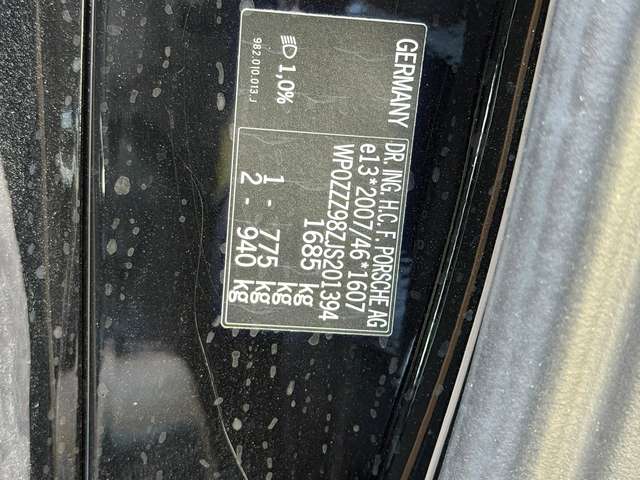 GERMANY
1,0%
982.010.013.J
DR. ING. H.C. F. PORSCHE AG
e13*2007/46*1607
WP0ZZZ98ZJS201394
1685 kg
1 - 775 kg
2 - 940 kg